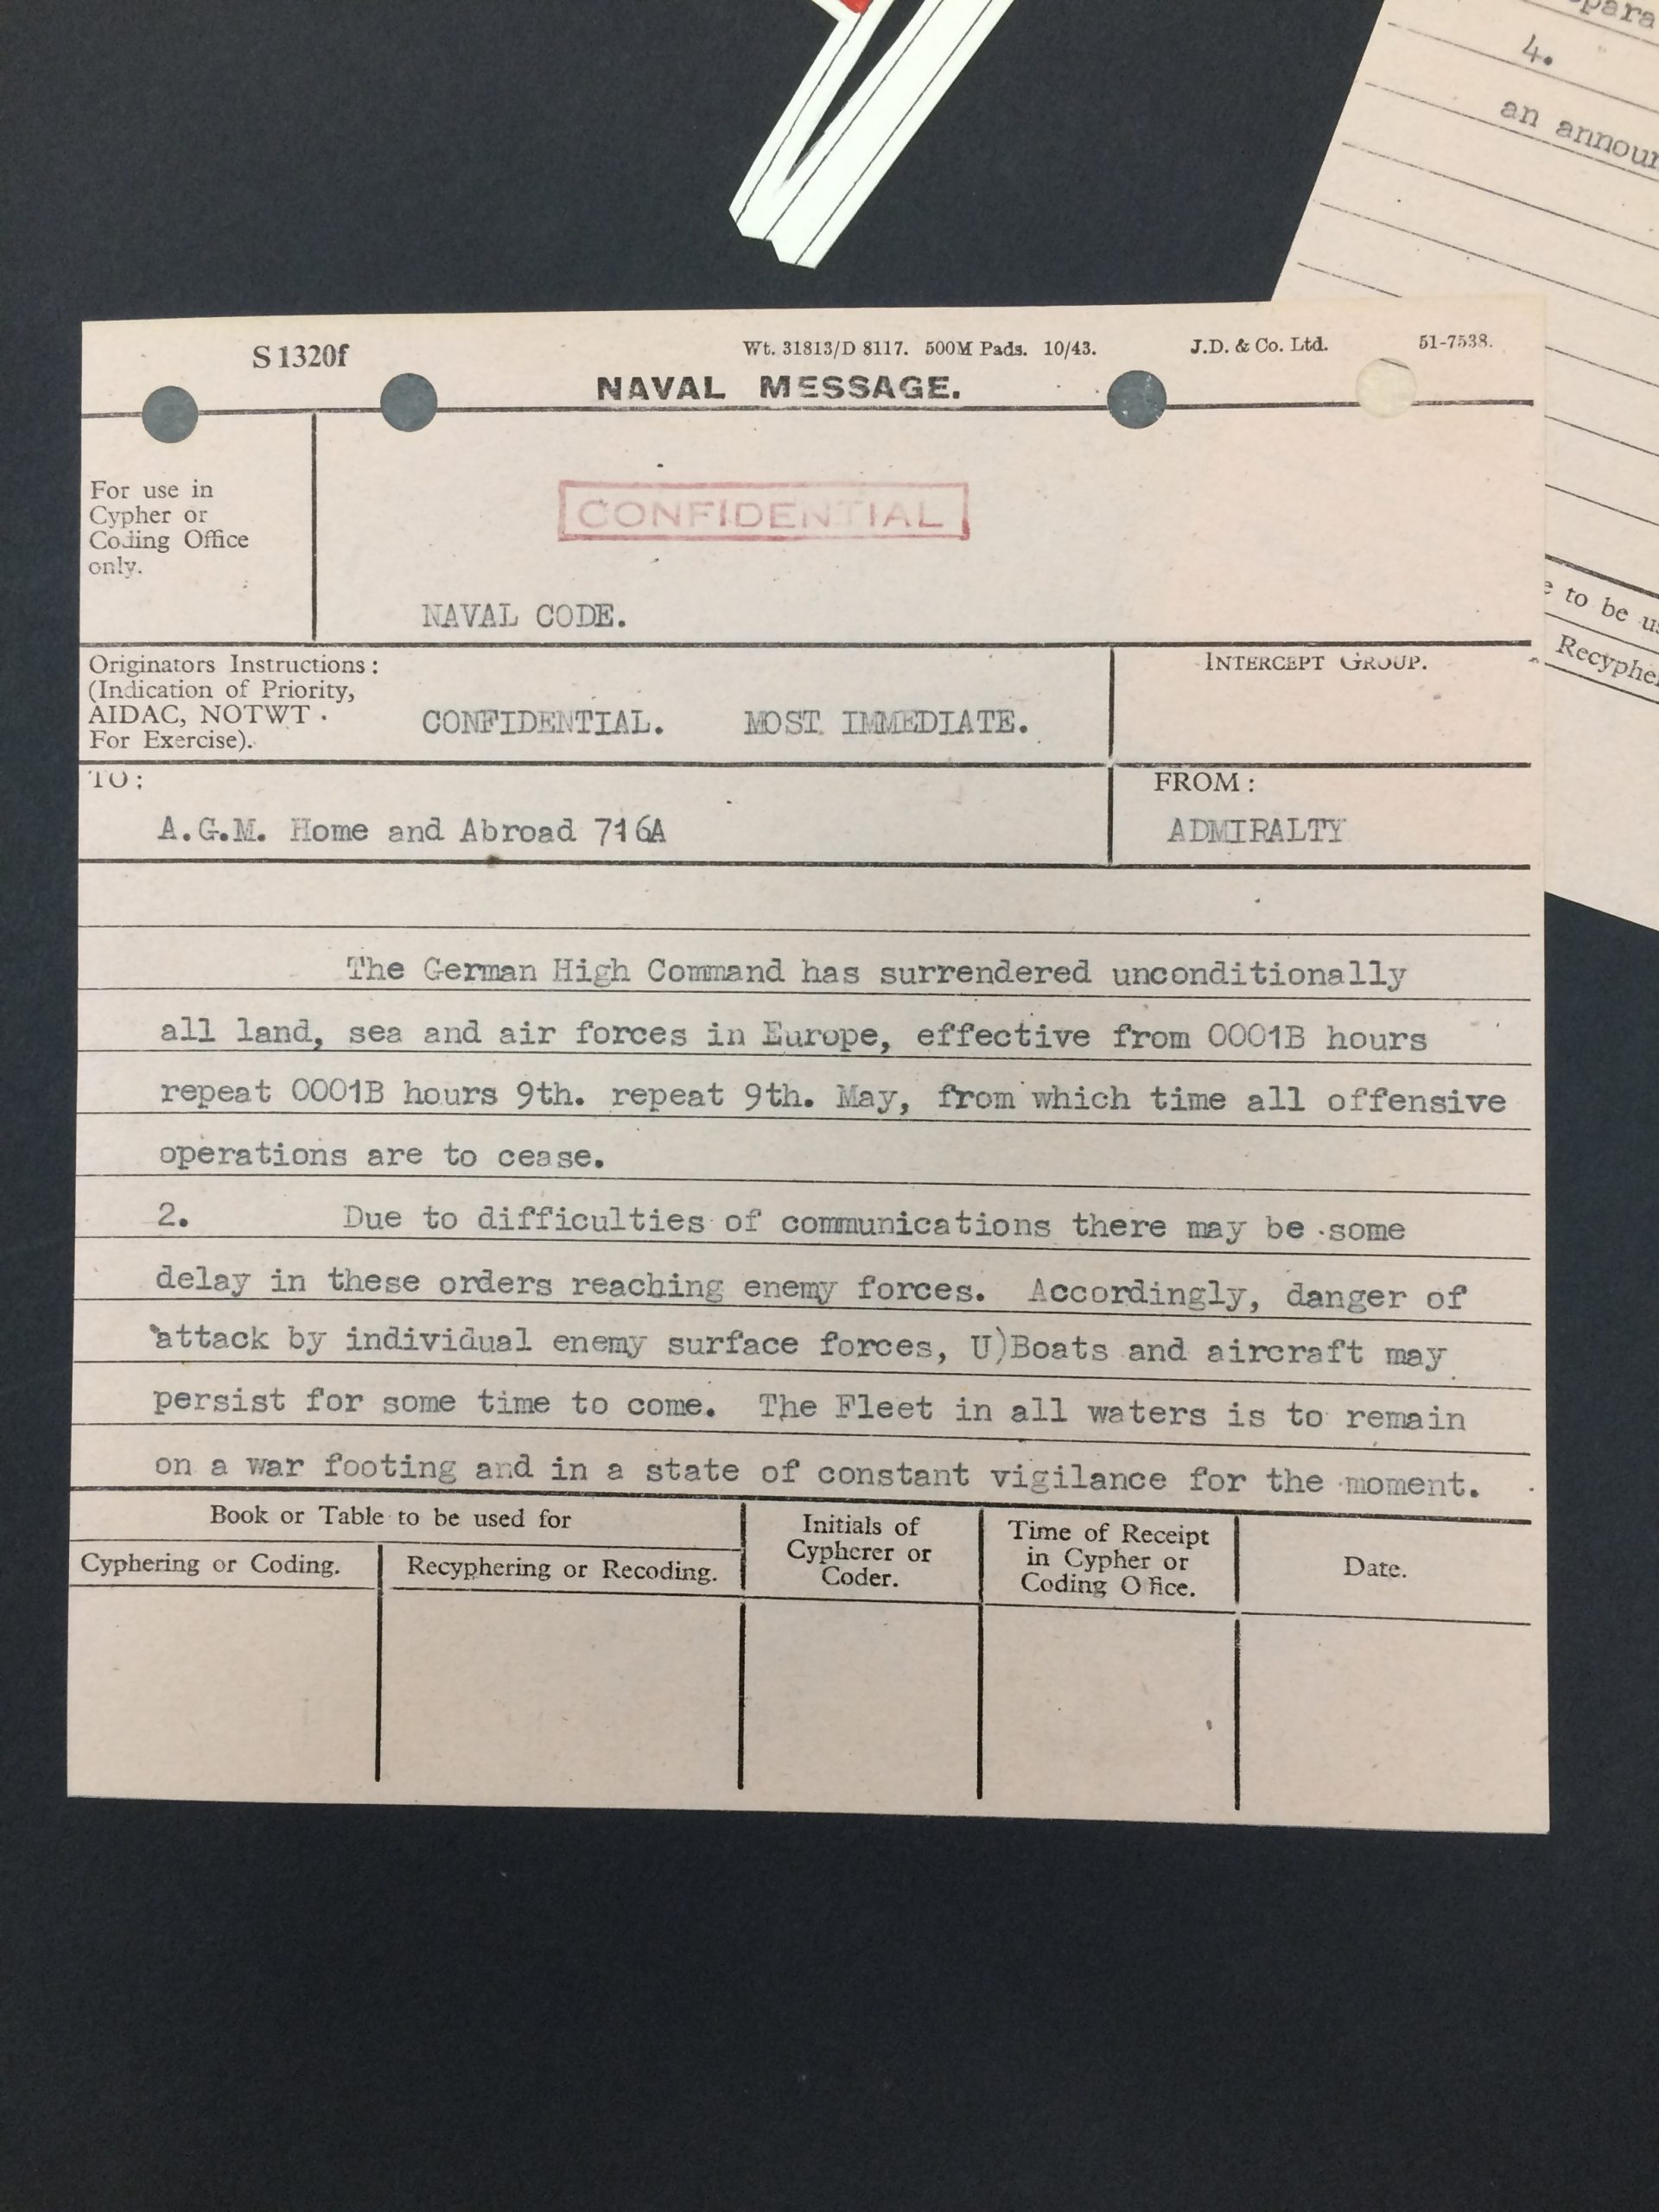 para
4.
an announ
S 1320f
Wt. 31813/D 8117. 500M Pads. 10/43.
J.D. & Co. Ltd.
51-7538.
NAVAL MESSAGE.
For use in
Cypher or
Coding Office
only.
CONFIDENTIAL
NAVAL CODE.
Originators Instructions:
(Indication of Priority,
AIDAC, NOTWT.
For Exercise).
CONFIDENTIAL. MOST IMMEDIATE.
INTERCEPT GROUP.
TO:
A.G.M. Home and Abroad 716A
FROM:
ADMIRALTY
The German High Command has surrendered unconditionally
all land, sea and air forces in Europe, effective from 0001B hours
repeat 0001B hours 9th. repeat 9th. May, from which time all offensive
operations are to cease.
2. Due to difficulties of communications there may be some
delay in these orders reaching enemy forces. Accordingly, danger of
attack by individual enemy surface forces, U)Boats and aircraft may
persist for some time to come. The Fleet in all waters is to remain
on a war footing and in a state of constant vigilance for the moment.
Book or Table to be used for
Cyphering or Coding.
Recyphering or Recoding.
Initials of
Cypherer or
Coder.
Time of Receipt
in Cypher or
Coding Office.
Date.
e to be us
Recypher